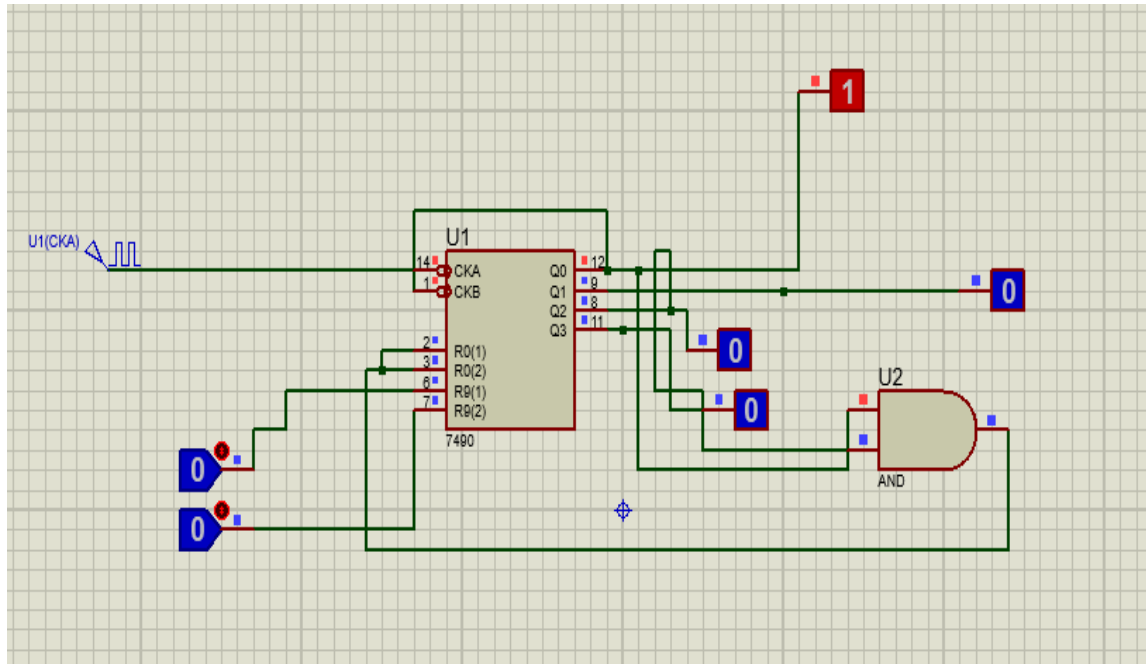 1
U1(CKA)
U1
14 CKA Q0 12
1 CKB Q1 9
Q2 8
Q3 11
0
2 R0(1)
3 R0(2)
6 R9(1)
7 R9(2)
0
0
7490
U2
AND
0
0